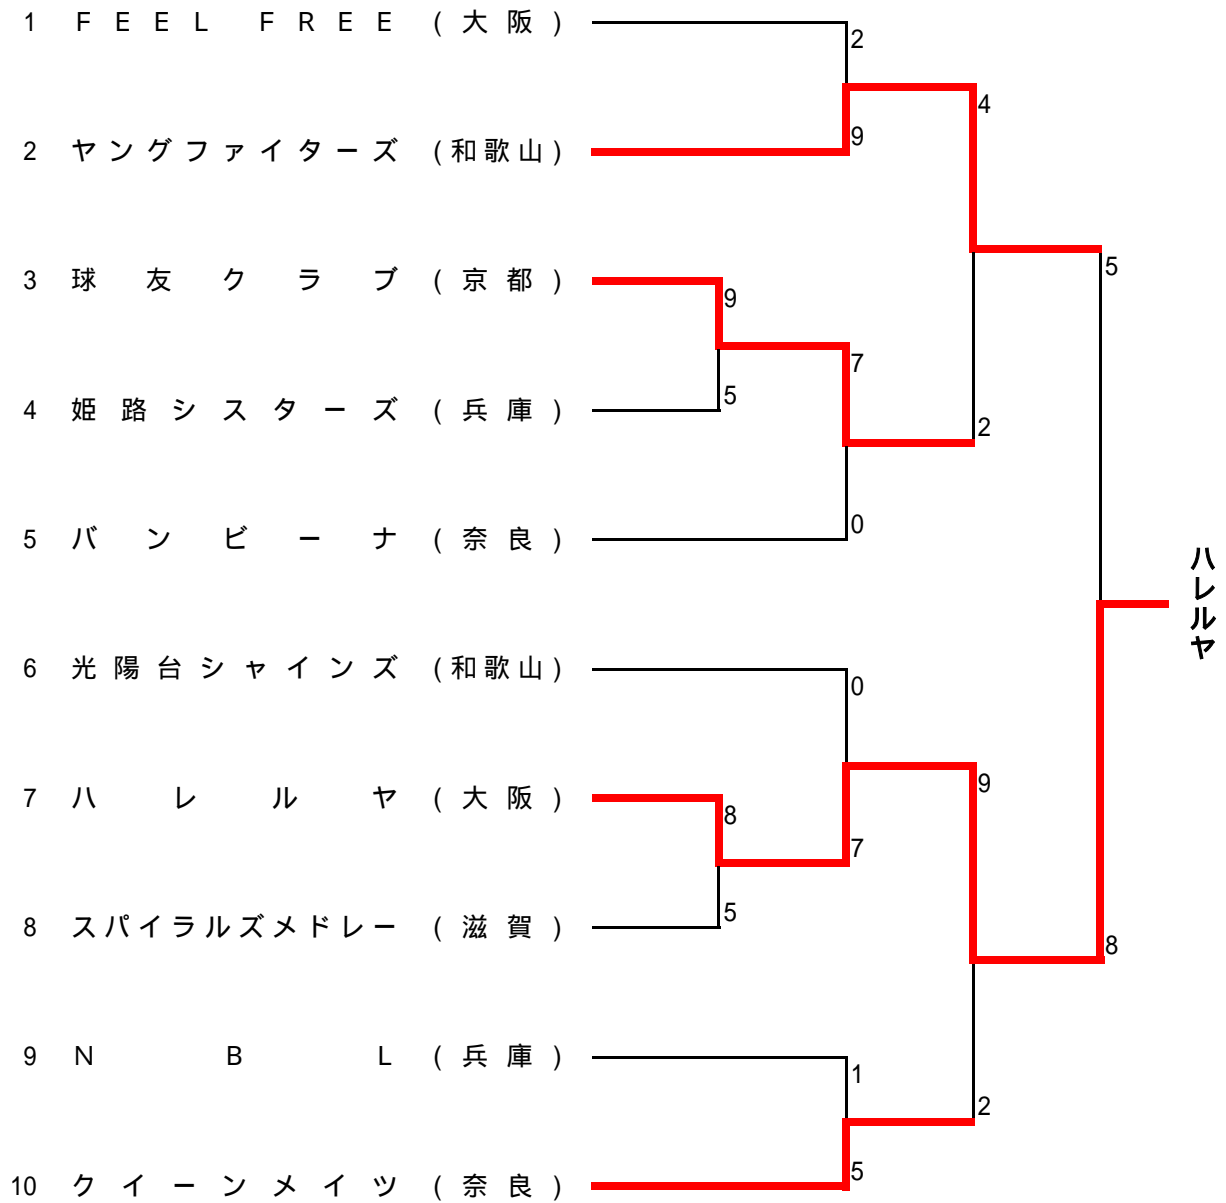 1 FEEL FREE (大阪)
2
2 ヤングファイターズ (和歌山)
9
4
3 球友クラブ (京都)
9
5
7
4 姫路シスターズ (兵庫)
5
2
5 バンビーナ (奈良)
0
ハレルヤ
6 光陽台シャインズ (和歌山)
0
9
7 ハレルヤ (大阪)
8
7
8 スパイラルズメドレー (滋賀)
5
8
9 NBL (兵庫)
1
2
10 クイーンメイツ (奈良)
5